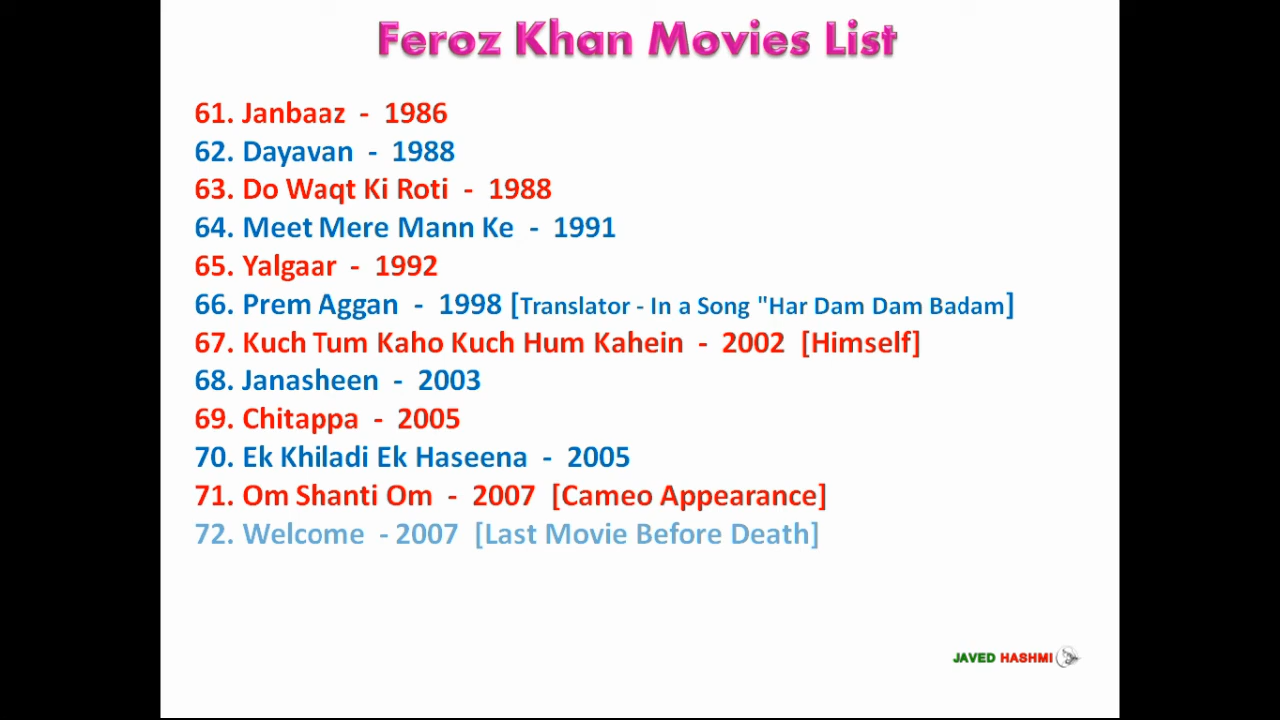 Feroz Khan Movies List
61. Janbaaz - 1986
62. Dayavan - 1988
63. Do Waqt Ki Roti - 1988
64. Meet Mere Mann Ke - 1991
65. Yalgaar - 1992
66. Prem Aggan - 1998 [Translator - In a Song "Har Dam Dam Badam]
67. Kuch Tum Kaho Kuch Hum Kahein - 2002 [Himself]
68. Janasheen - 2003
69. Chitappa - 2005
70. Ek Khiladi Ek Haseena - 2005
71. Om Shanti Om - 2007 [Cameo Appearance]
72. Welcome - 2007 [Last Movie Before Death]
JAVED HASHMI